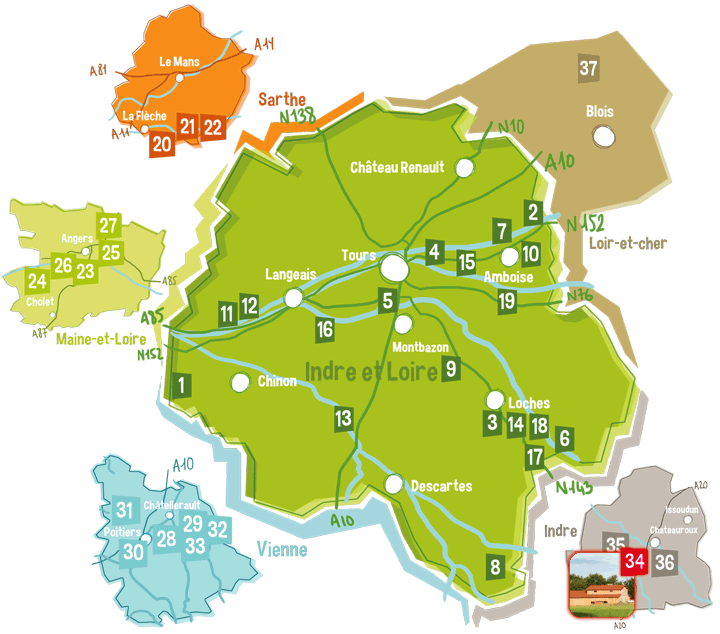 A14
Le Mans
A81
La Flèche
A11
20
21
22
Sarthe
N138
37
Blois
Loir-et-cher
N10
A10
Château Renault
N152
2
7
4
15
10
Amboise
Tours
19
N76
27
Angers
25
26
23
24
Cholet
A85
A87
Maine-et-Loire
Langeais
11
12
16
5
Montbazon
A85
N152
Indre et Loire
1
Chinon
9
Loches
3
14
18
6
17
N143
13
Descartes
A10
8
A10
31
Châtellerault
Poitiers
29
32
28
30
33
Vienne
Indre
A20
Issoudun
Chateauroux
35
34
36
A20